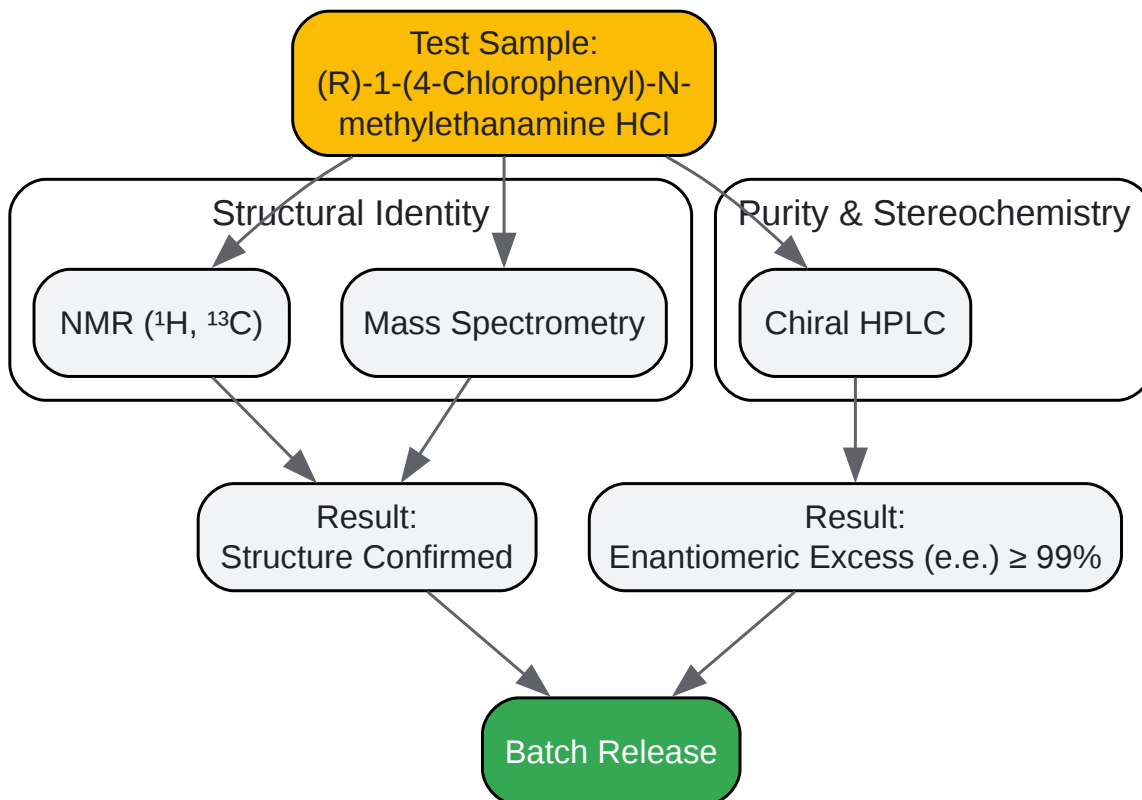 Test Sample:
(R)-1-(4-Chlorophenyl)-N-
methylethanamine HCl
Structural Identity
Purity & Stereochemistry
NMR (¹H, ¹³C)
Mass Spectrometry
Chiral HPLC
Result:
Structure Confirmed
Result:
Enantiomeric Excess (e.e.) ≥ 99%
Batch Release